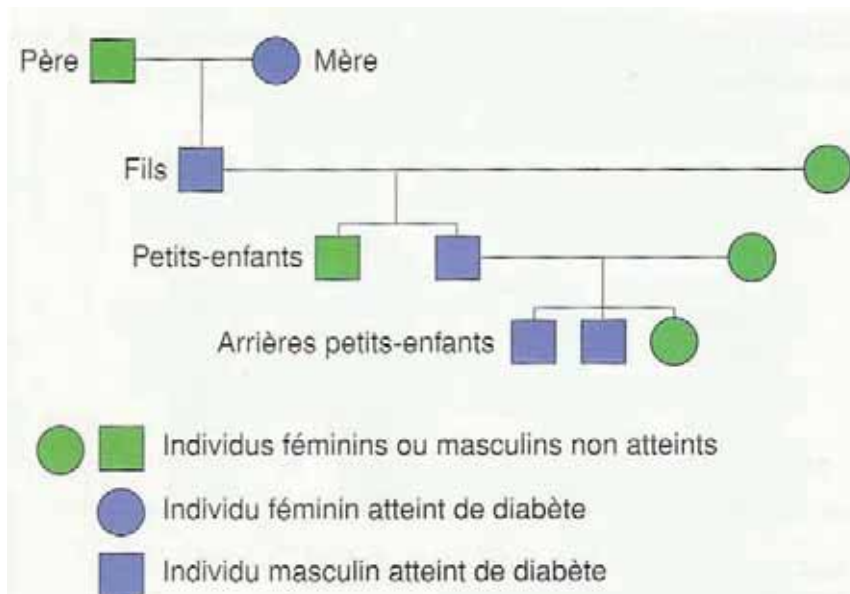 Père
Mère
Fils
Petits-enfants
Arrières petits-enfants
Individus féminins ou masculins non atteints
Individu féminin atteint de diabète
Individu masculin atteint de diabète